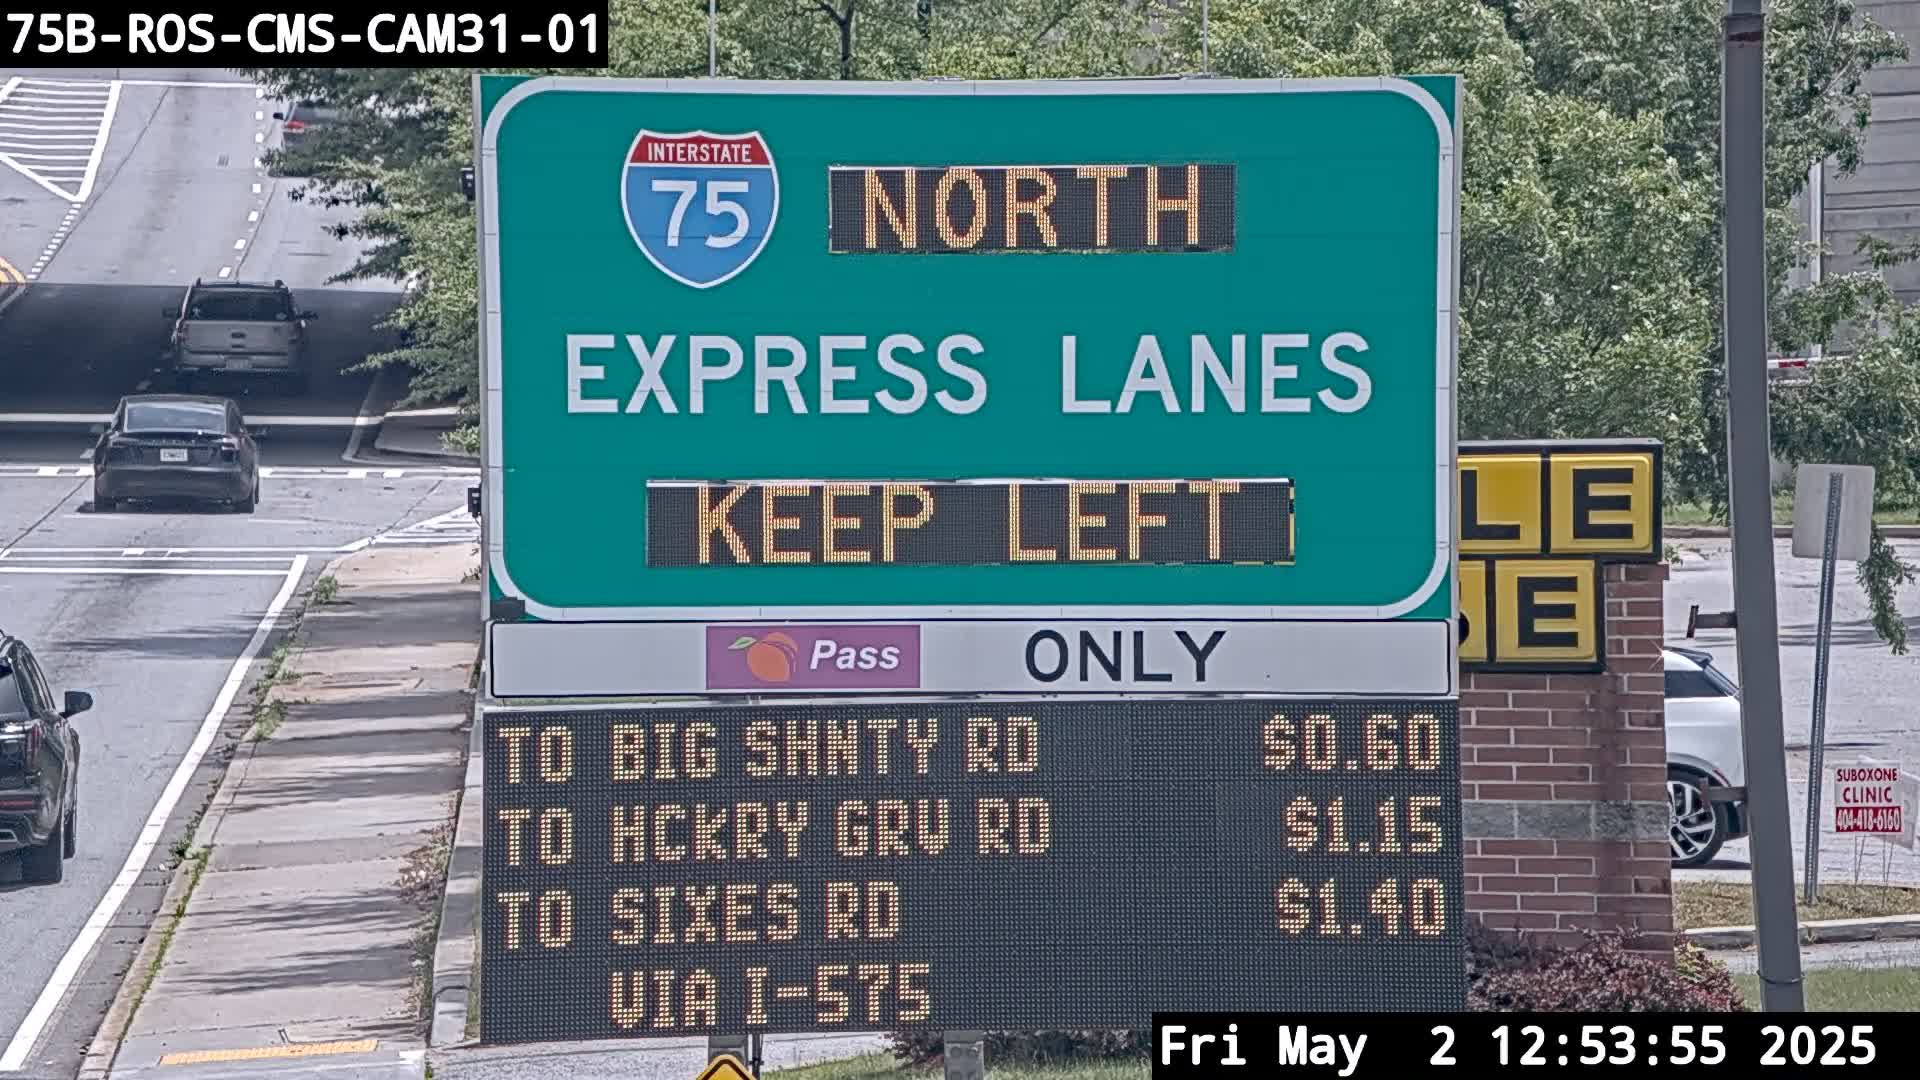 75B-ROS-CMS-CAM31-01
INTERSTATE
75
NORTH
EXPRESS LANES
KEEP LEFT
Pass ONLY
TO BIG SHNTY RD $0.60
TO HCKRY GRV RD $1.15
TO SIXES RD $1.40
VIA I-575
LE
E
SUBOXONE
CLINIC
404-418-6160
Fri May 2 12:53:55 2025